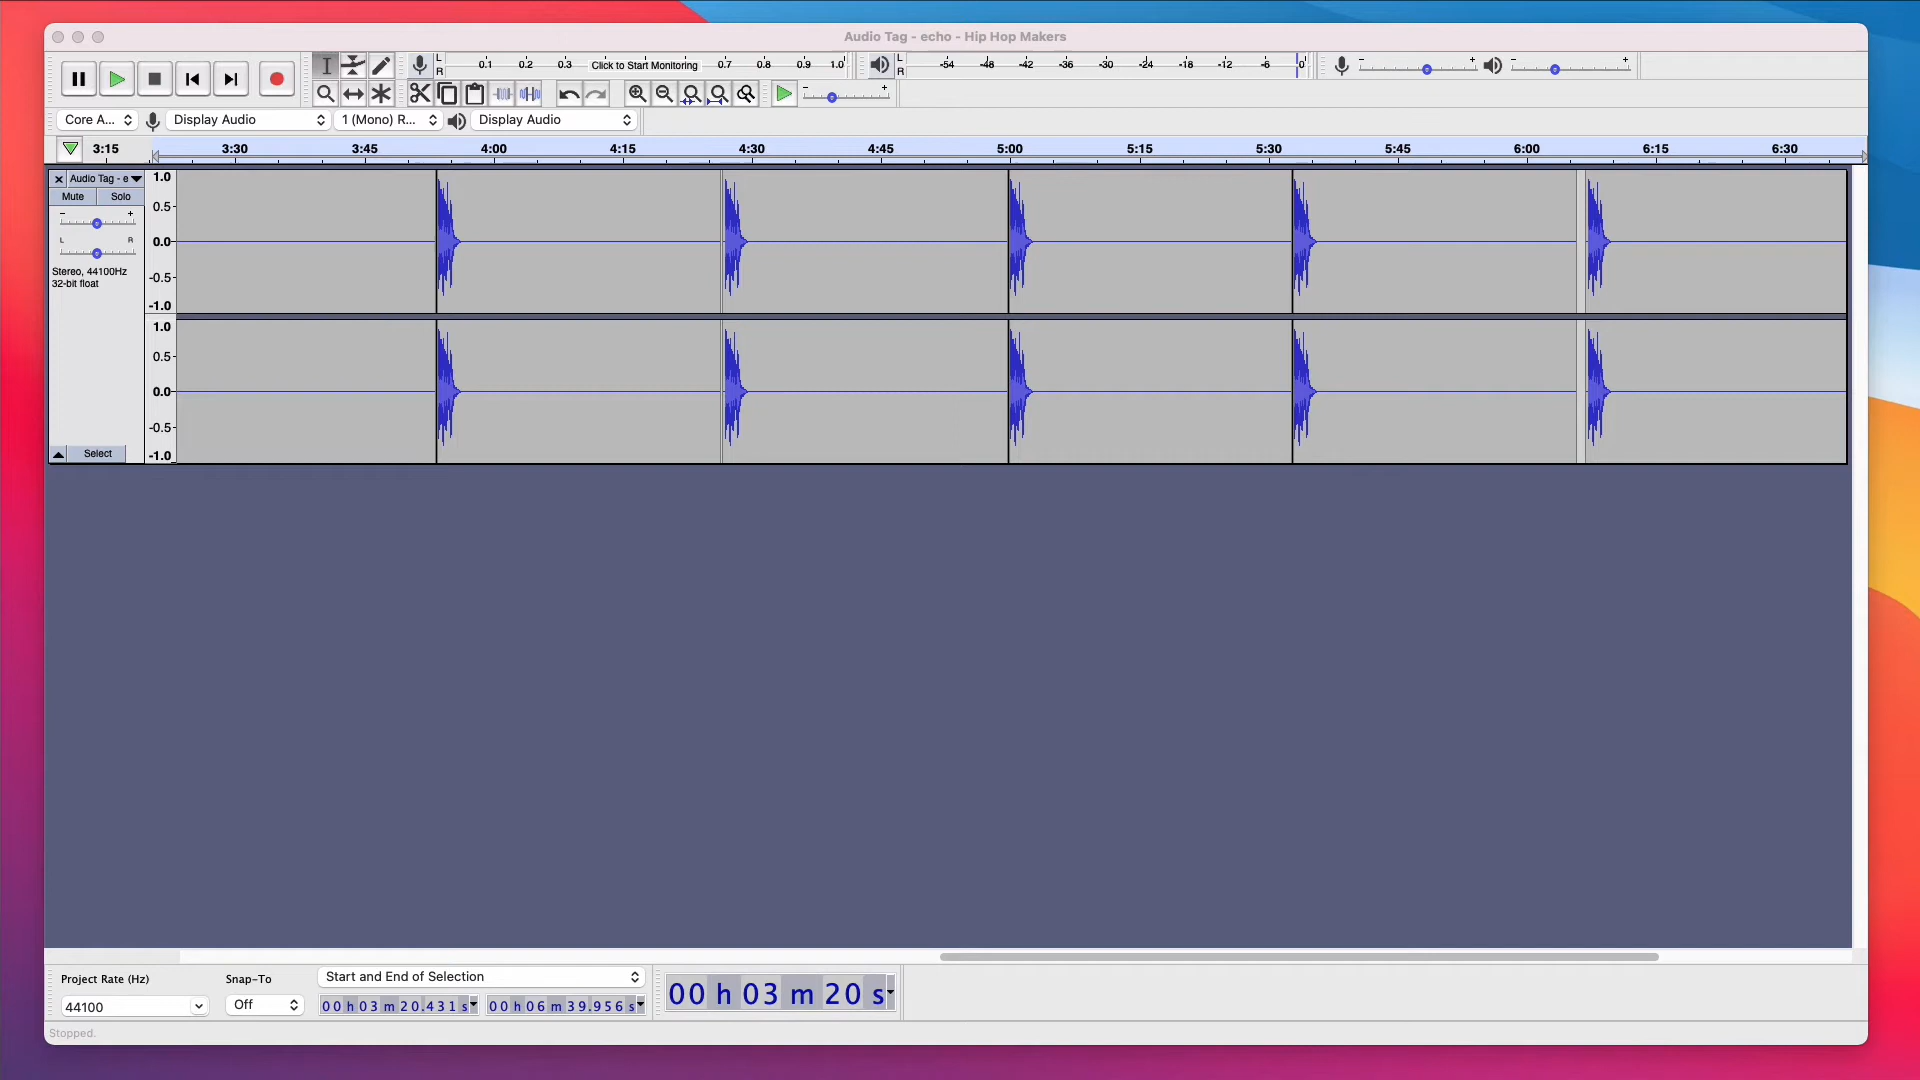 Audio Tag - echo - Hip Hop Makers
L
R
0.1 0.2 0.3 Click to Start Monitoring 0.7 0.8 0.9 1.0
L
R
-54 -48 -42 -36 -30 -24 -18 -12 -6 0
- +
- +
- +
Core A... Display Audio 1 (Mono) R... Display Audio
3:15 3:30 3:45 4:00 4:15 4:30 4:45 5:00 5:15 5:30 5:45 6:00 6:15 6:30
Audio Tag - e
Mute Solo
- +
L R
Stereo, 44100Hz
32-bit float
Select
1.0
0.5
0.0
-0.5
-1.0
1.0
0.5
0.0
-0.5
-1.0
Project Rate (Hz) Snap-To Start and End of Selection
44100 Off 00 h 03 m 20.431 s 00 h 06 m 39.956 s
00 h 03 m 20 s
Stopped.